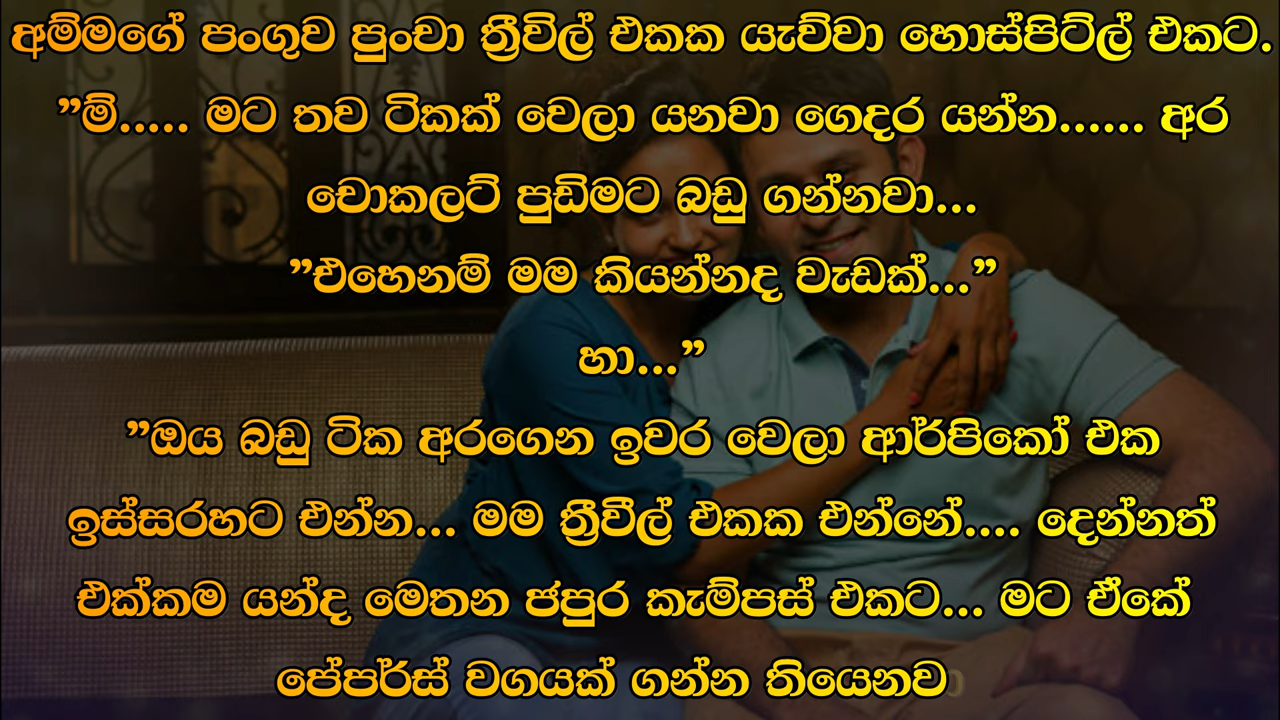 අම්මගේ පංගුව පුංචා ත්‍රීවිල් එකක යැව්වා හොස්පිට්ල් එකට.
”ම්..... මට තව ටිකක් වෙලා යනවා ගෙදර යන්න...... අර
චොකලට් පුඩිමට බඩු ගන්නවා...
”එහෙනම් මම කියන්නද වැඩක්...”
හා...”
”ඔය බඩු ටික අරගෙන ඉවර වෙලා ආර්පිකෝ එක
ඉස්සරහට එන්න... මම ත්‍රීවීල් එකක එන්නේ.... දෙන්නත්
එක්කම යන්ද මෙතන ජපුර කැම්පස් එකට... මට ඒකේ
පේපර්ස් වගයක් ගන්න තියෙනවා